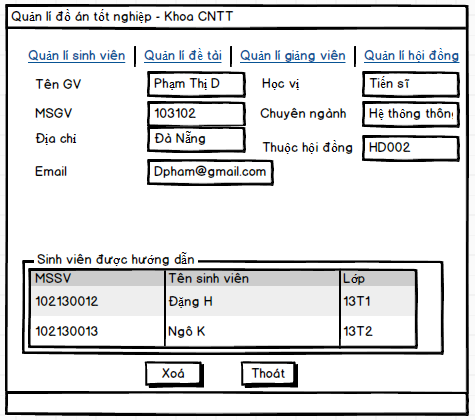 Quản lí đồ án tốt nghiệp - Khoa CNTT
Quản lí sinh viên Quản lí đề tài Quản lí giảng viên Quản lí hội đồng
Tên GV Phạm Thị D Học vị Tiến sĩ
MSGV 103102 Chuyên ngành Hệ thống thông
Địa chỉ Đà Nẵng Thuộc hội đồng HD002
Email Dpham@gmail.com
Sinh viên được hướng dẫn
MSSV Tên sinh viên Lớp
102130012 Đặng H 13T1
102130013 Ngô K 13T2
Xoá Thoát